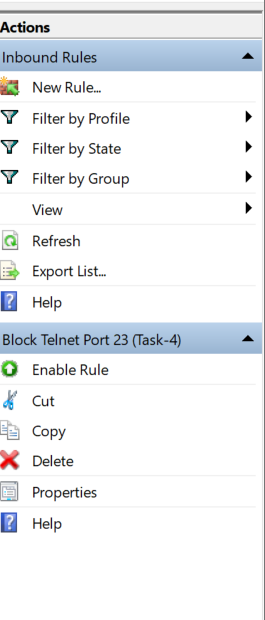 Actions
Inbound Rules
New Rule...
Filter by Profile
Filter by State
Filter by Group
View
Refresh
Export List...
Help
Block Telnet Port 23 (Task-4)
Enable Rule
Cut
Copy
Delete
Properties
Help